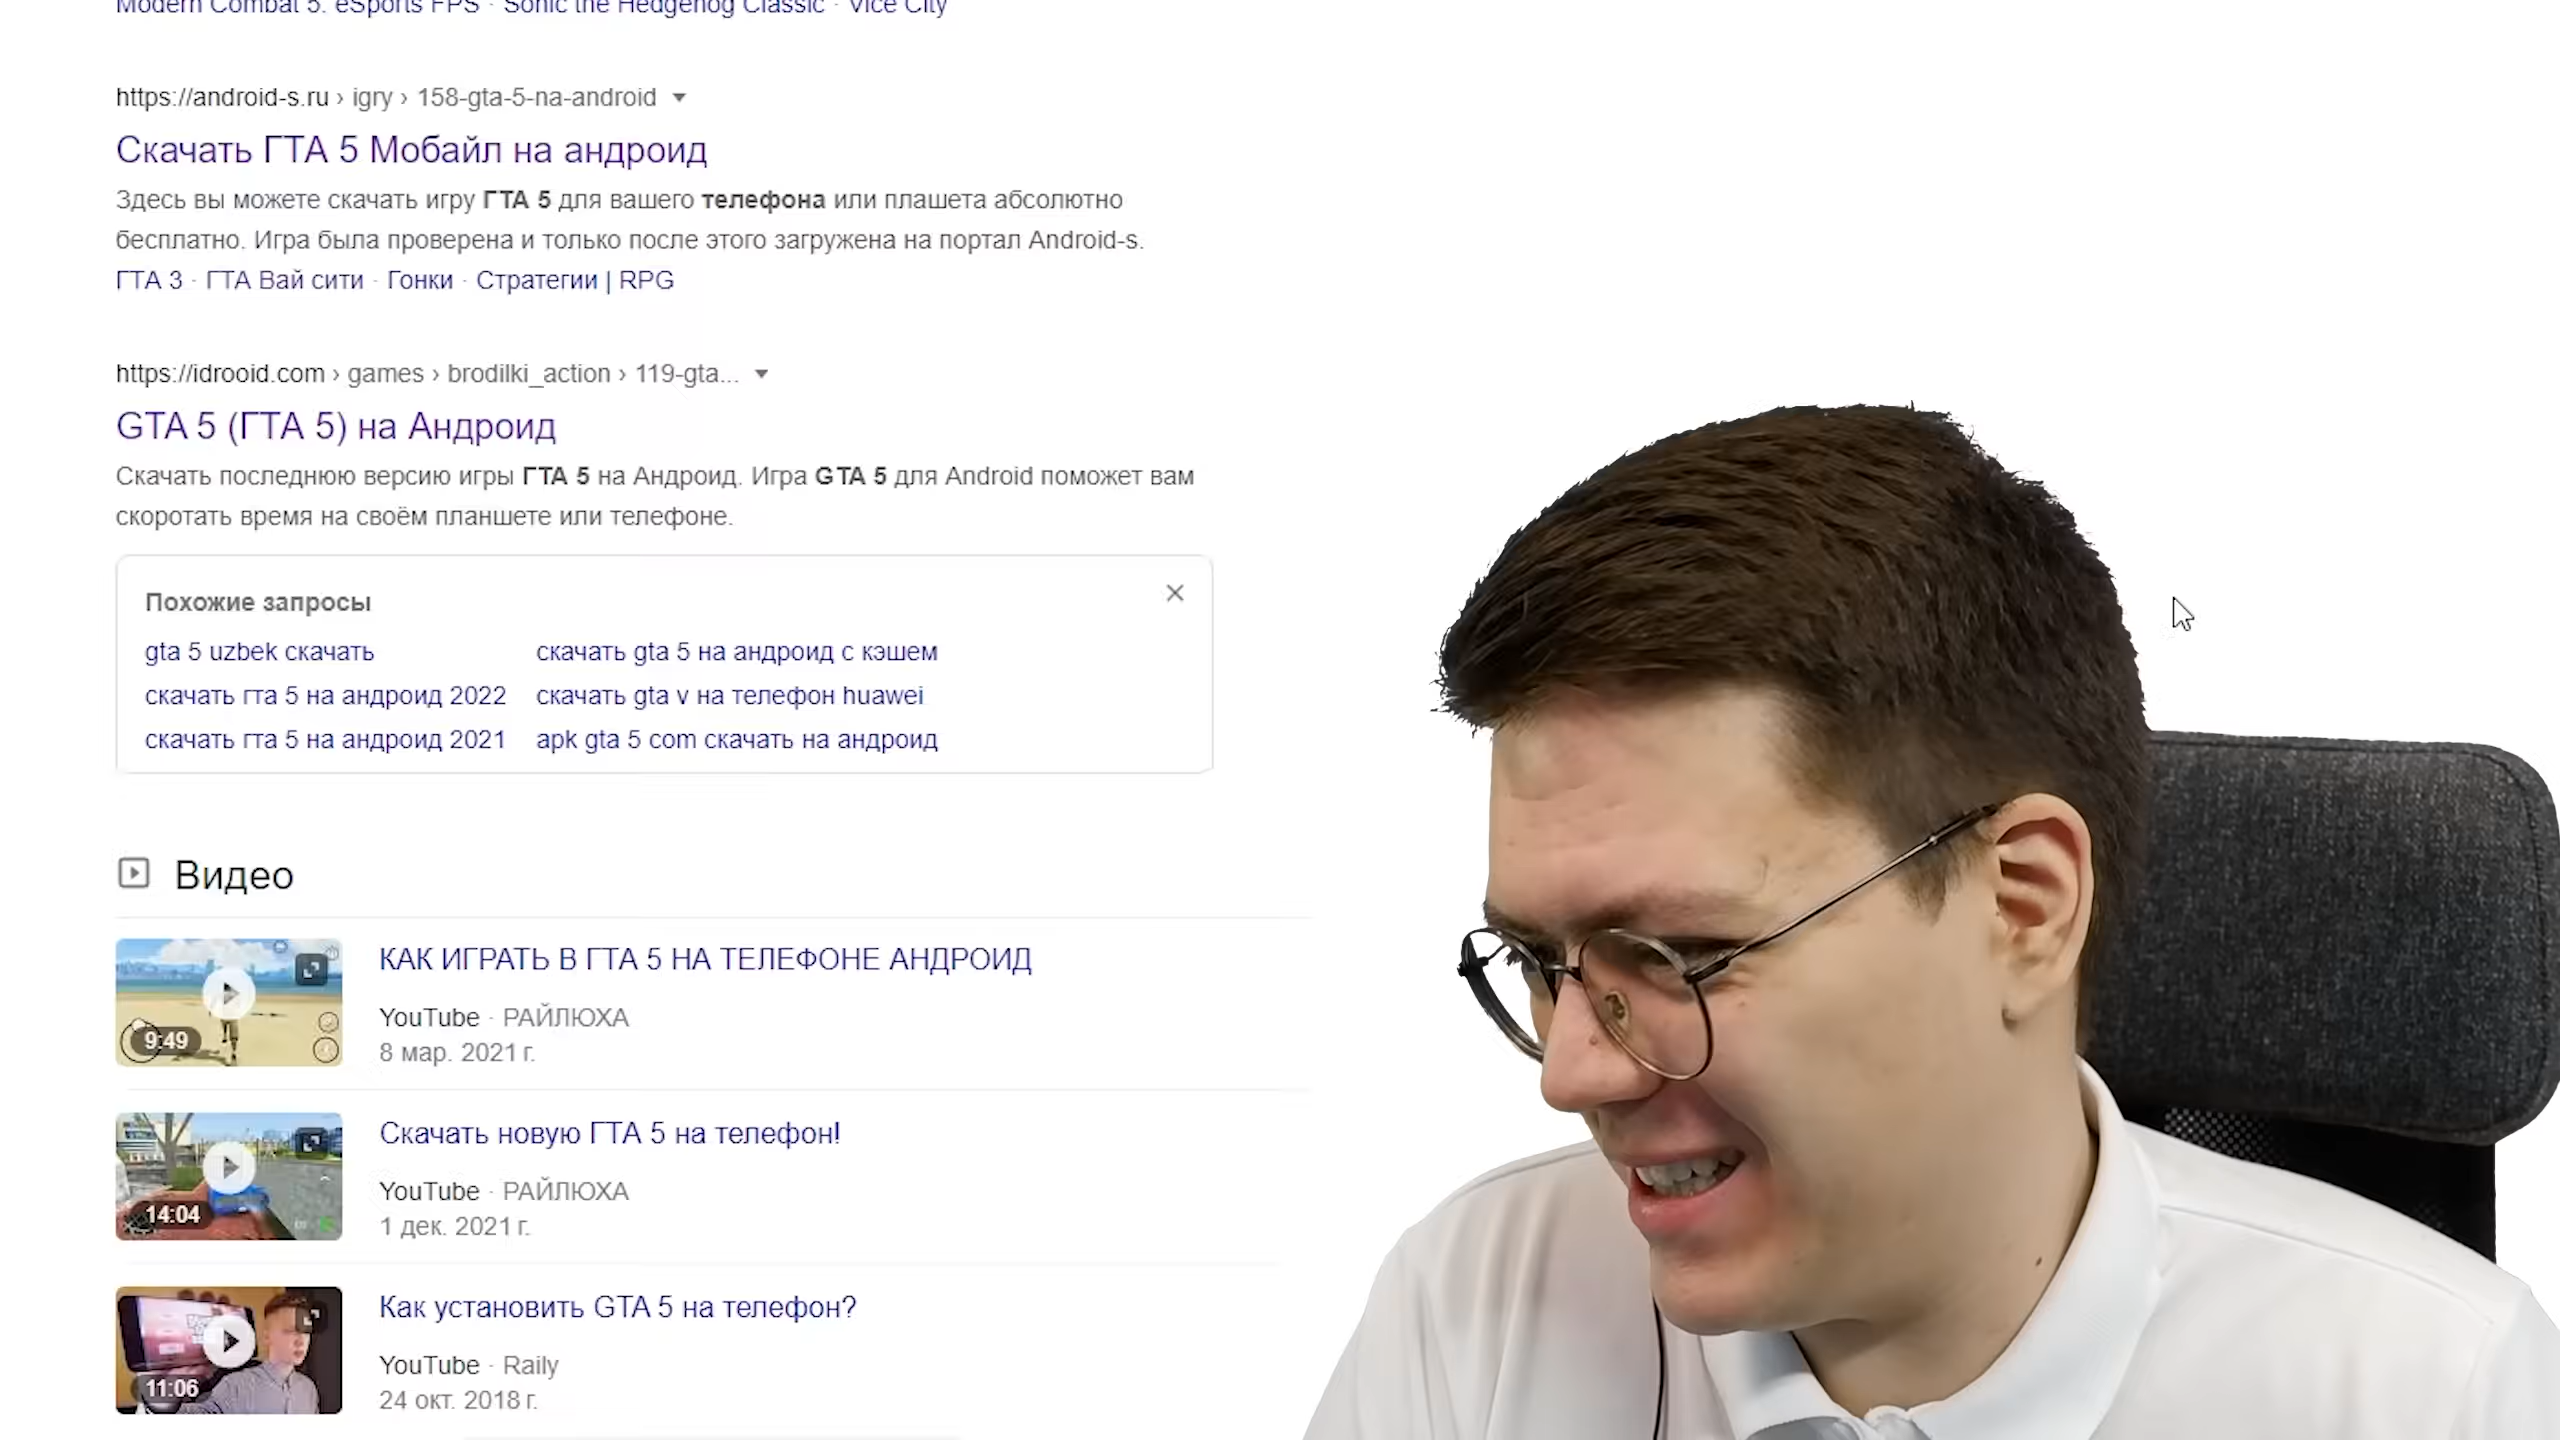 Modern Combat 5: eSports FPS · Sonic the Hedgehog Classic · Vice City
https://android-s.ru › igry › 158-gta-5-na-android
Скачать ГТА 5 Мобайл на андроид
Здесь вы можете скачать игру ГТА 5 для вашего телефона или плашета абсолютно
бесплатно. Игра была проверена и только после этого загружена на портал Android-s.
ГТА 3 · ГТА Вай сити · Гонки · Стратегии | RPG
https://idrooid.com › games › brodilki_action › 119-gta...
GTA 5 (ГТА 5) на Андроид
Скачать последнюю версию игры ГТА 5 на Андроид. Игра GTA 5 для Android поможет вам
скоротать время на своём планшете или телефоне.
Похожие запросы
gta 5 uzbek скачать
скачать gta 5 на андроид с кэшем
скачать гта 5 на андроид 2022
скачать gta v на телефон huawei
скачать гта 5 на андроид 2021
apk gta 5 com скачать на андроид
Видео
КАК ИГРАТЬ В ГТА 5 НА ТЕЛЕФОНЕ АНДРОИД
YouTube · РАЙЛЮХА
8 мар. 2021 г.
9:49
Скачать новую ГТА 5 на телефон!
YouTube · РАЙЛЮХА
1 дек. 2021 г.
14:04
Как установить GTA 5 на телефон?
YouTube · Raily
24 окт. 2018 г.
11:06